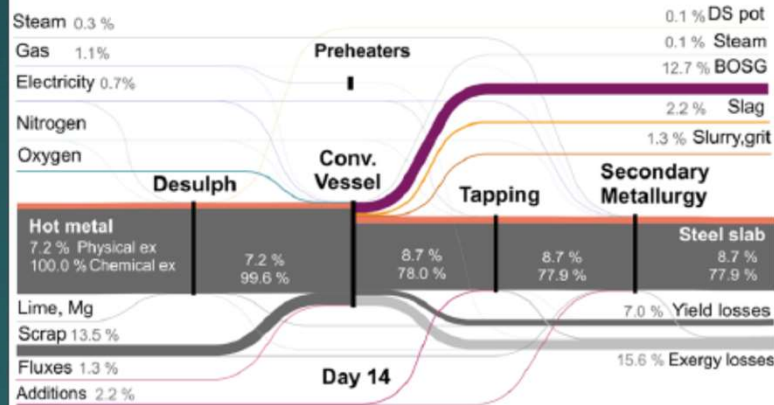 Steam 0.3 %
Gas 1.1%
Electricity 0.7%
Nitrogen
Oxygen
Preheaters
0.1 % DS pot
0.1 % Steam
12.7 % BOSG
2.2 % Slag
1.3 % Slurry,grit
Desulph
Conv.
Vessel
Tapping
Secondary
Metallurgy
Hot metal
7.2 % Physical ex
100.0 % Chemical ex
7.2 %
99.6 %
8.7 %
78.0 %
8.7 %
77.9 %
Steel slab
8.7 %
77.9 %
Lime, Mg
Scrap 13.5 %
Fluxes 1.3 %
Additions 2.2 %
Day 14
7.0 % Yield losses
15.6 % Exergy losses